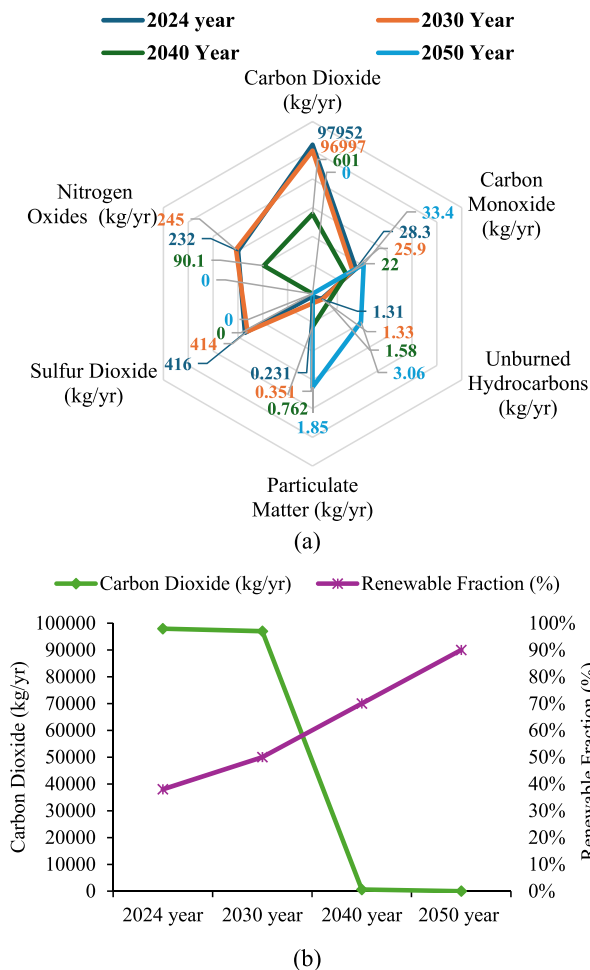 2024 year
2030 Year
2040 Year
2050 Year
Carbon Dioxide
(kg/yr)
97952
96997
601
0
Carbon
Monoxide
(kg/yr)
33.4
28.3
25.9
22
Nitrogen
Oxides (kg/yr)
245
232
90.1
0
0
0
414
416
Sulfur Dioxide
(kg/yr)
1.31
1.33
1.58
3.06
Unburned
Hydrocarbons
(kg/yr)
0.231
0.351
0.762
1.85
Particulate
Matter (kg/yr)
(a)
Carbon Dioxide (kg/yr)
Renewable Fraction (%)
100000
90000
80000
70000
60000
50000
40000
30000
20000
10000
0
Carbon Dioxide (kg/yr)
100%
90%
80%
70%
60%
50%
40%
30%
20%
10%
0%
Renewable Fraction (%)
2024 year
2030 year
2040 year
2050 year
(b)